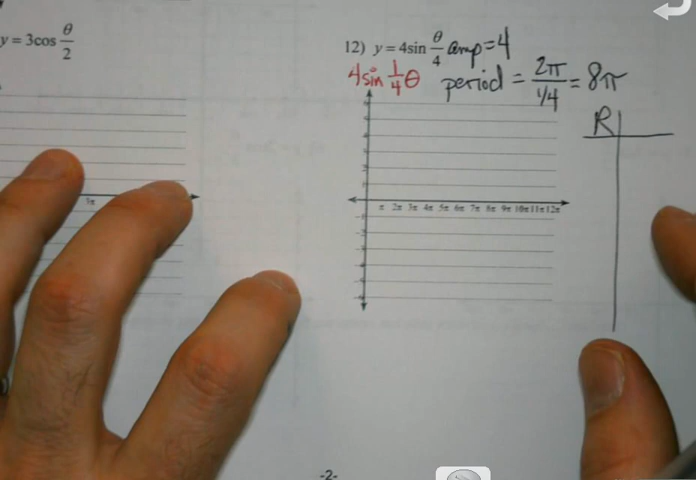 y = 3cos θ/2
12) y = 4sin θ/4 amp = 4
4sin 1/4 θ period = 2π / 1/4 = 8π
R
3π
π 2π 3π 4π 5π 6π 7π 8π 9π 10π 11π 12π
-2-